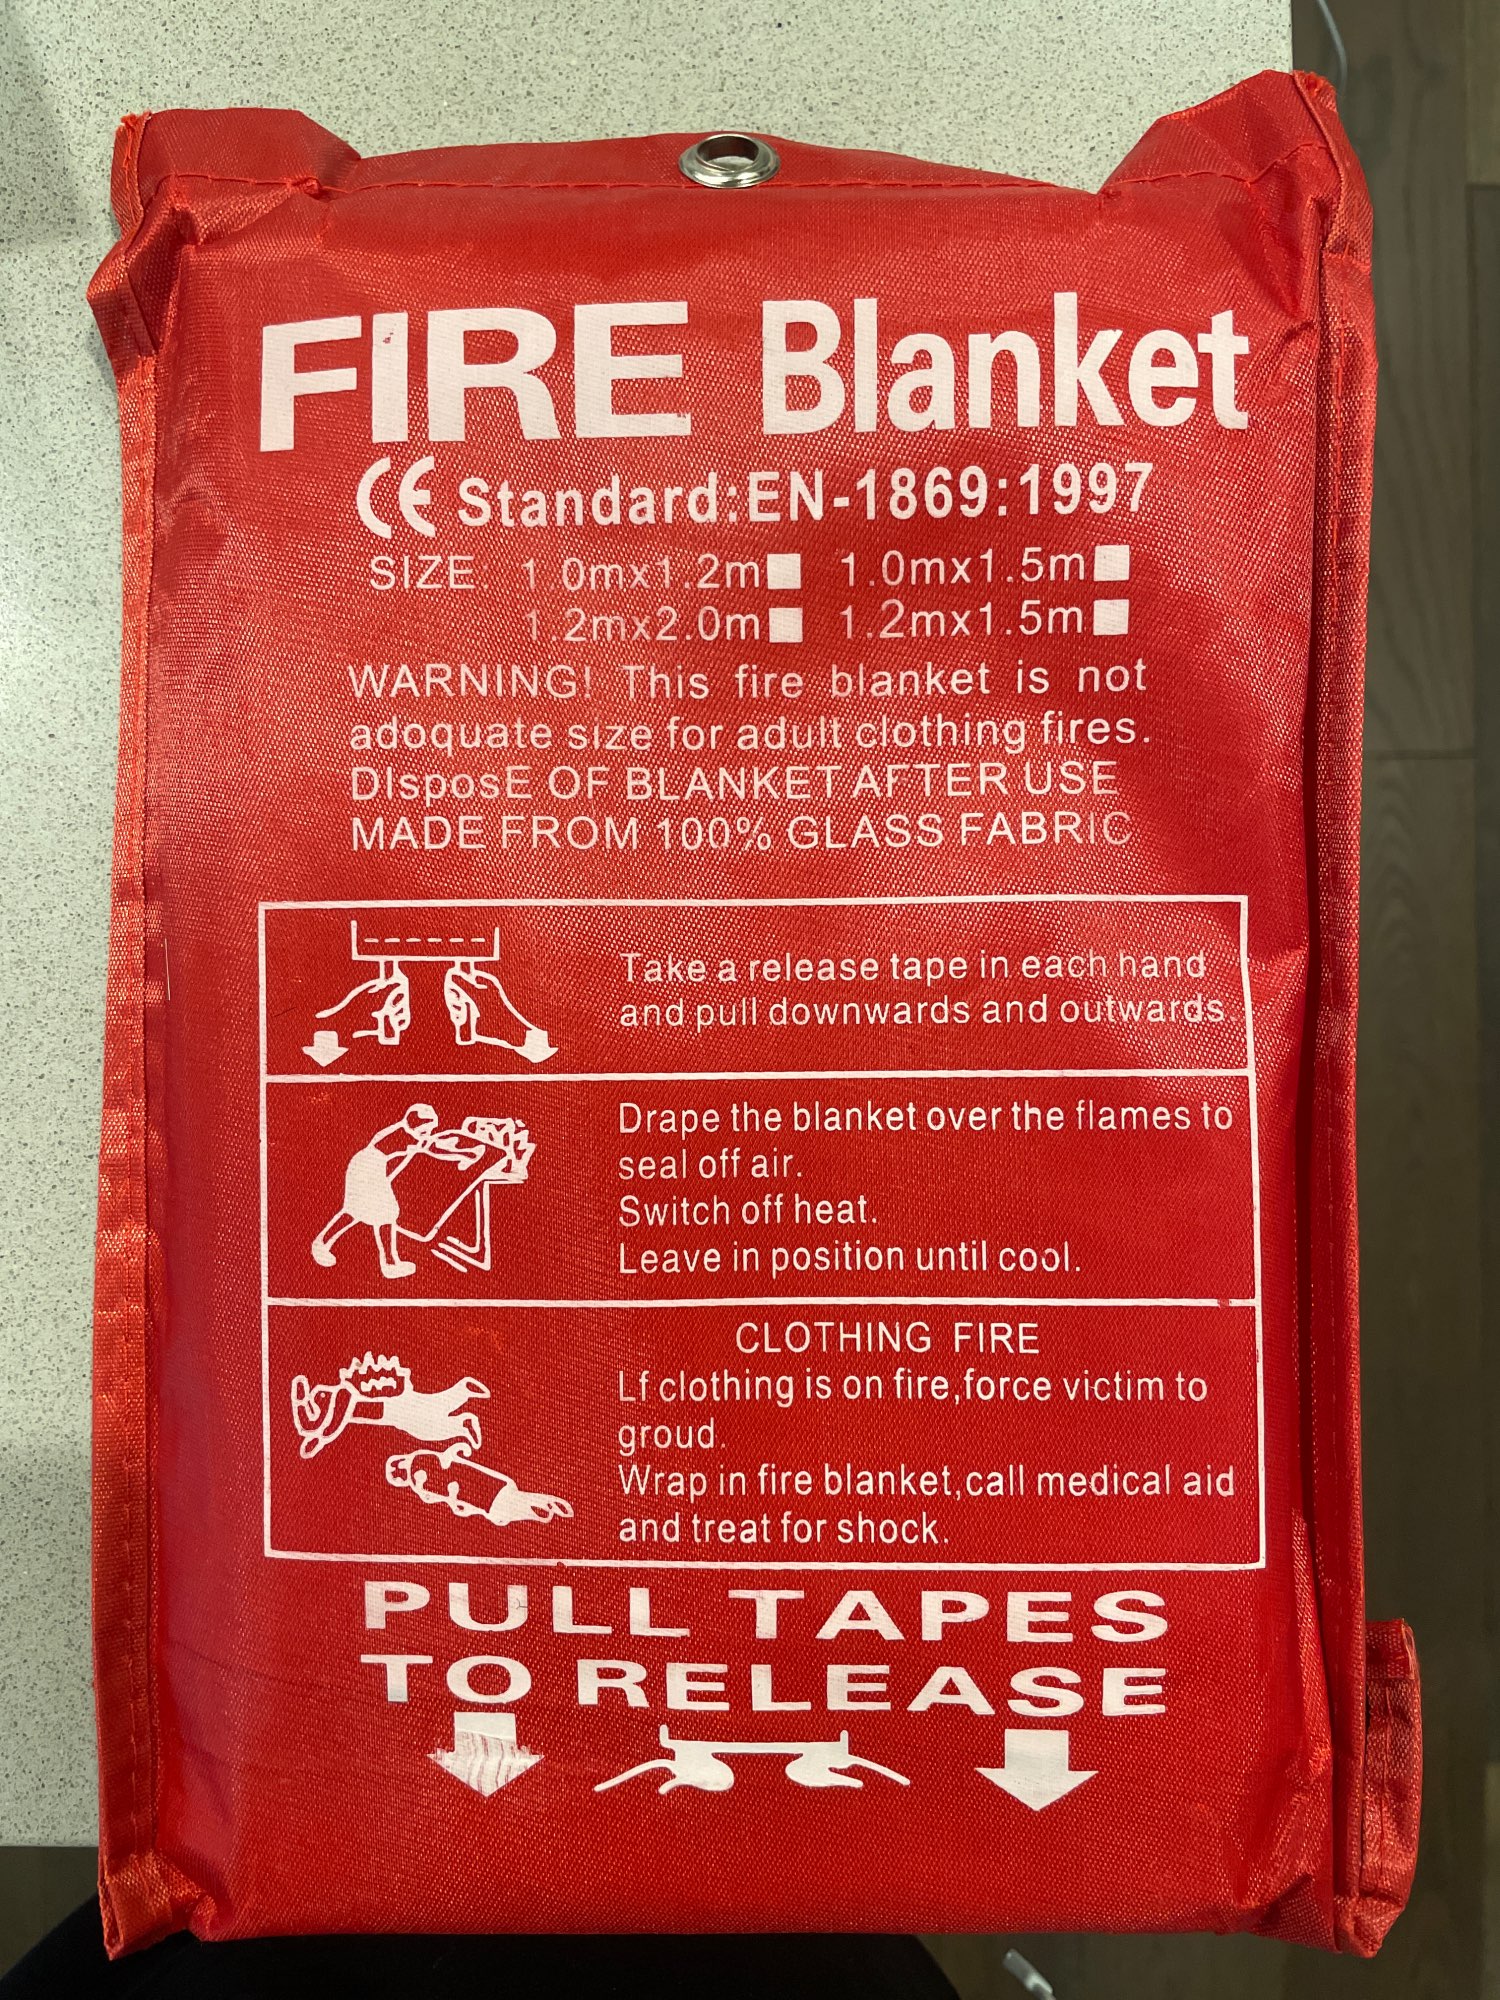 FIRE Blanket
CE Standard:EN-1869:1997
SIZE 1.0mx1.2m 1.0mx1.5m
1.2mx2.0m 1.2mx1.5m
WARNING! This fire blanket is not
adoquate size for adult clothing fires.
DIsposE OF BLANKET AFTER USE
MADE FROM 100% GLASS FABRIC
Take a release tape in each hand
and pull downwards and outwards.
Drape the blanket over the flames to
seal off air.
Switch off heat.
Leave in position until cool.
CLOTHING FIRE
Lf clothing is on fire,force victim to
groud.
Wrap in fire blanket,call medical aid
and treat for shock.
PULL TAPES
TO RELEASE